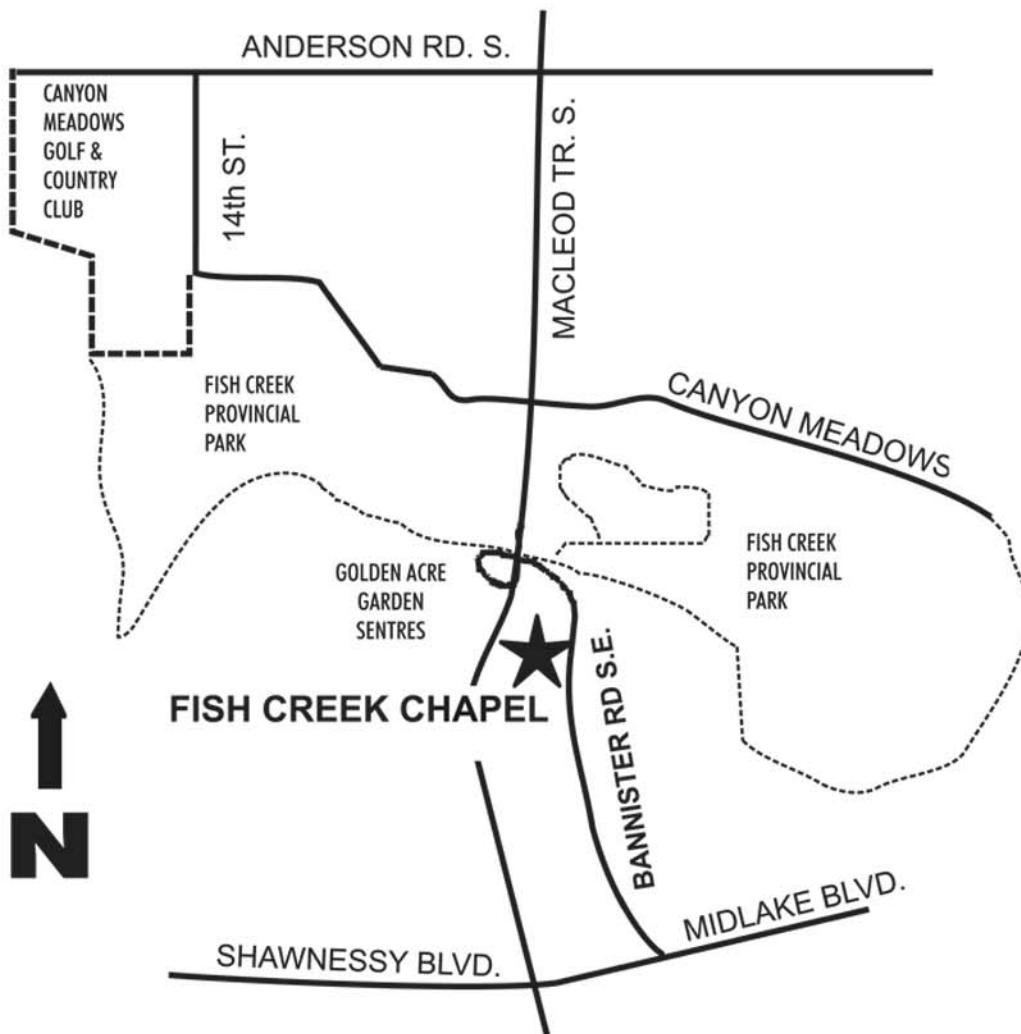 ANDERSON RD. S.
CANYON
MEADOWS
GOLF &
COUNTRY
CLUB
14th ST.
MACLEOD TR. S.
CANYON MEADOWS
FISH CREEK
PROVINCIAL
PARK
FISH CREEK
PROVINCIAL
PARK
GOLDEN ACRE
GARDEN
SENTRES
FISH CREEK CHAPEL
BANNISTER RD S.E.
N
MIDLAKE BLVD.
SHAWNESSY BLVD.